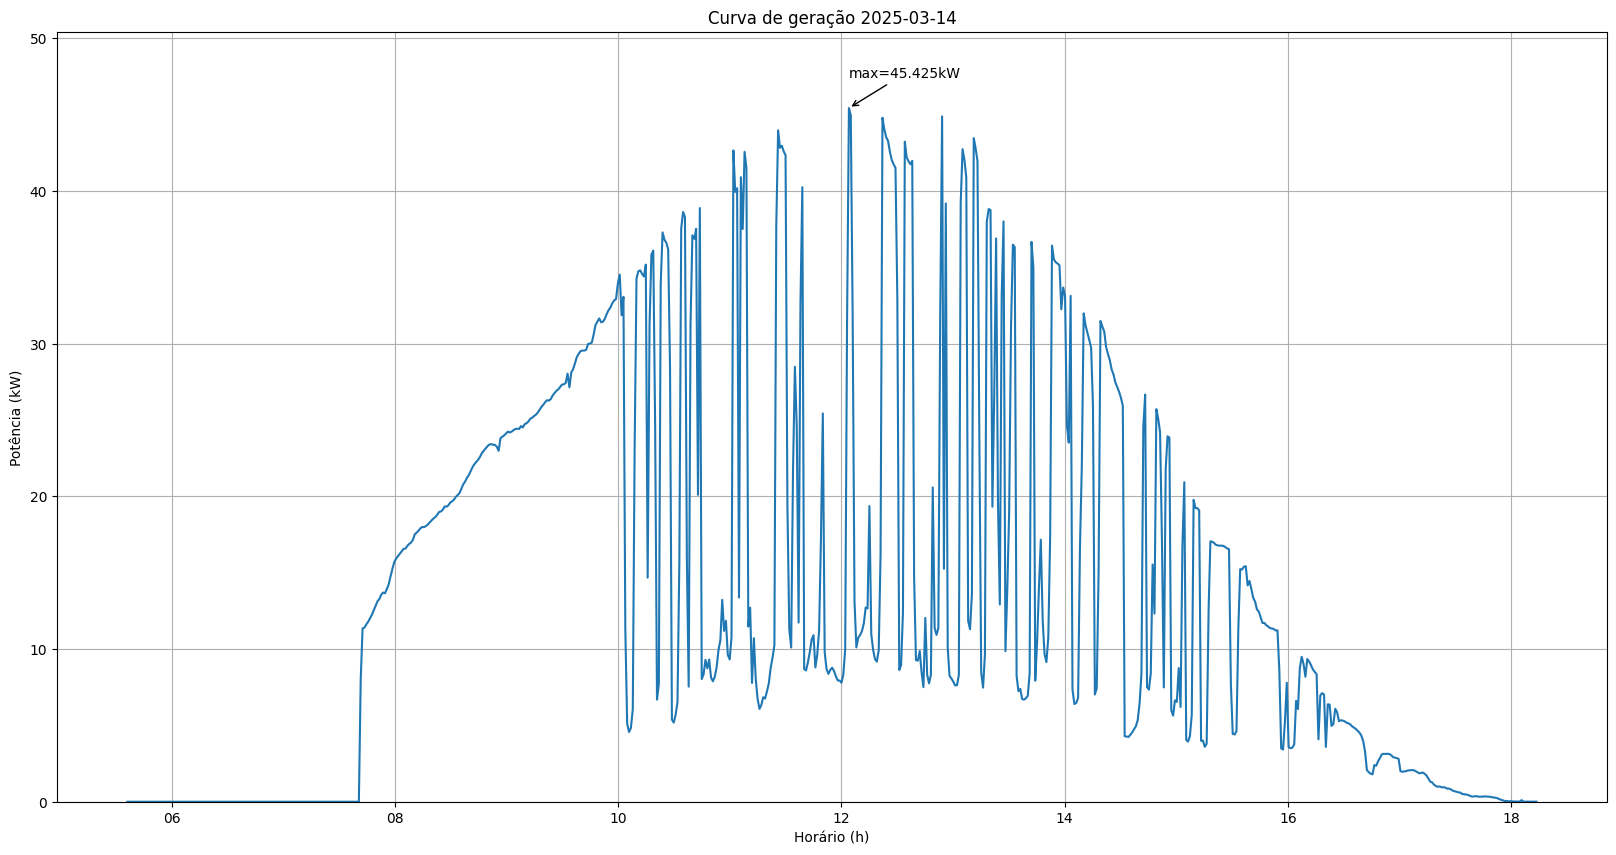 Curva de geração 2025-03-14
max=45.425kW
Potência (kW)
50
40
30
20
10
0
06 08 10 12 14 16 18
Horário (h)